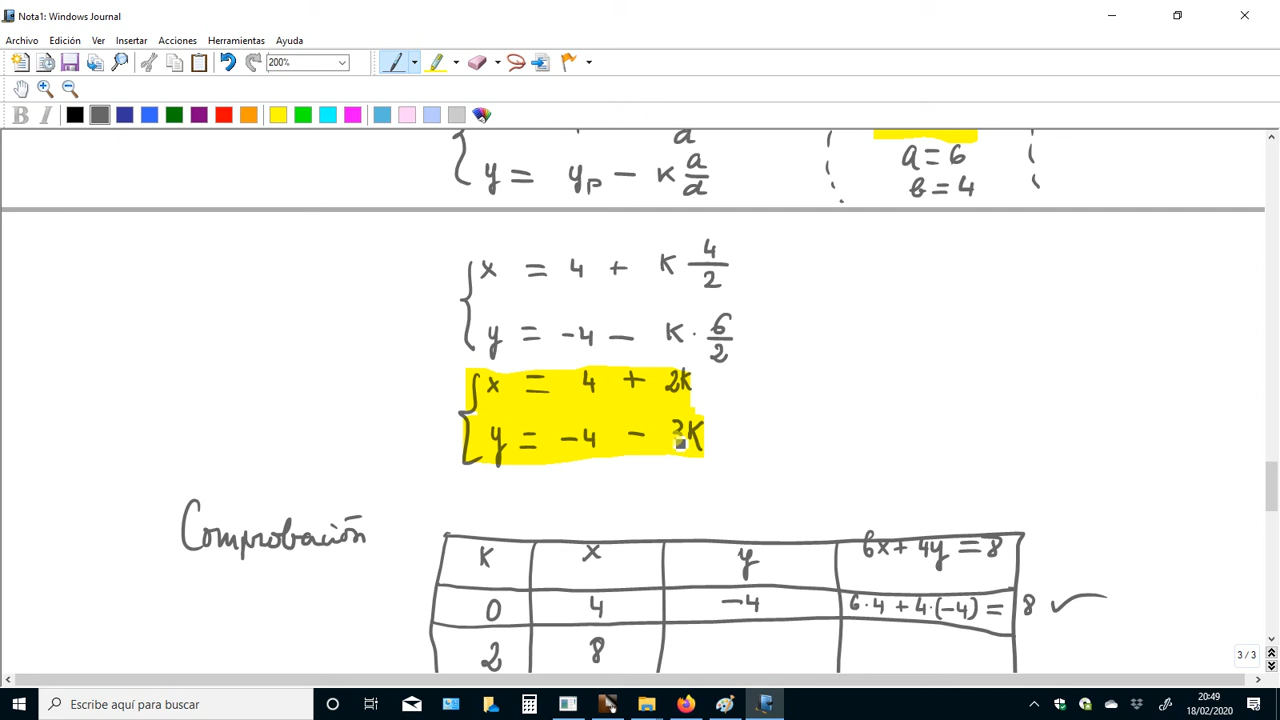 Nota1: Windows Journal
Archivo Edición Ver Insertar Acciones Herramientas Ayuda
200%
B I
a
y = yp - K a/d
a = 6
b = 4
x = 4 + K 4/2
y = -4 - K · 6/2
x = 4 + 2K
y = -4 - 3K
Comprobación
K x y 6x + 4y = 8
0 4 -4 6·4 + 4·(-4) = 8 ✓
2 8
3 / 3
Escribe aquí para buscar
20:49
18/02/2020